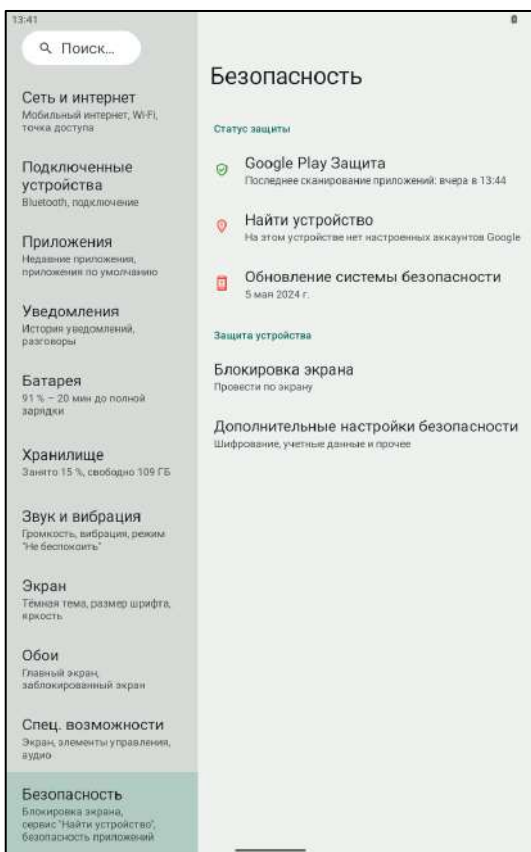 13:41
Поиск...
Сеть и интернет
Мобильный интернет, Wi-Fi,
точка доступа
Подключенные
устройства
Bluetooth, подключение
Приложения
Недавние приложения,
приложения по умолчанию
Уведомления
История уведомлений,
разговоры
Батарея
91 % – 20 мин до полной
зарядки
Хранилище
Занято 15 %, свободно 109 ГБ
Звук и вибрация
Громкость, вибрация, режим
"Не беспокоить"
Экран
Тёмная тема, размер шрифта,
яркость
Обои
Главный экран,
заблокированный экран
Спец. возможности
Экран, элементы управления,
аудио
Безопасность
Блокировка экрана,
сервис "Найти устройство",
безопасность приложений
Безопасность
Статус защиты
Google Play Защита
Последнее сканирование приложений: вчера в 13:44
Найти устройство
На этом устройстве нет настроенных аккаунтов Google
Обновление системы безопасности
5 мая 2024 г.
Защита устройства
Блокировка экрана
Провести по экрану
Дополнительные настройки безопасности
Шифрование, учетные данные и прочее